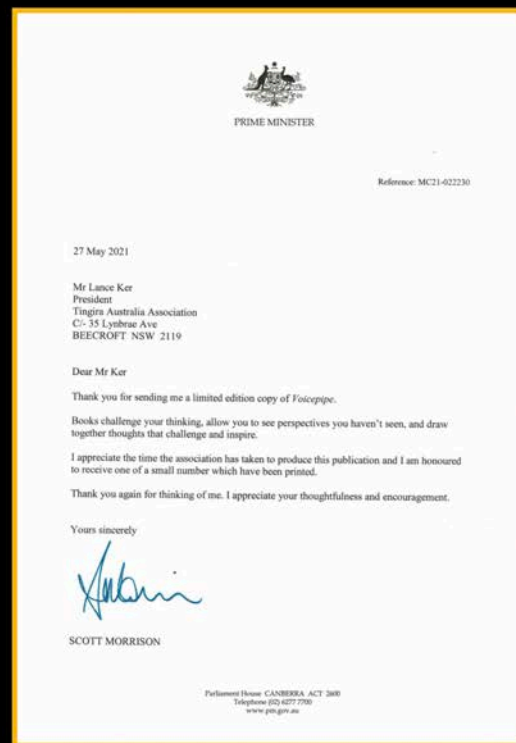 PRIME MINISTER
Reference: MC21-022230
27 May 2021
Mr Lance Ker
President
Tingira Australia Association
C/- 35 Lynbrae Ave
BEECROFT NSW 2119
Dear Mr Ker
Thank you for sending me a limited edition copy of Voicepipe.
Books challenge your thinking, allow you to see perspectives you haven't seen, and draw
together thoughts that challenge and inspire.
I appreciate the time the association has taken to produce this publication and I am honoured
to receive one of a small number which have been printed.
Thank you again for thinking of me. I appreciate your thoughtfulness and encouragement.
Yours sincerely
SCOTT MORRISON
Parliament House CANBERRA ACT 2600
Telephone (02) 6277 7700
www.pm.gov.au